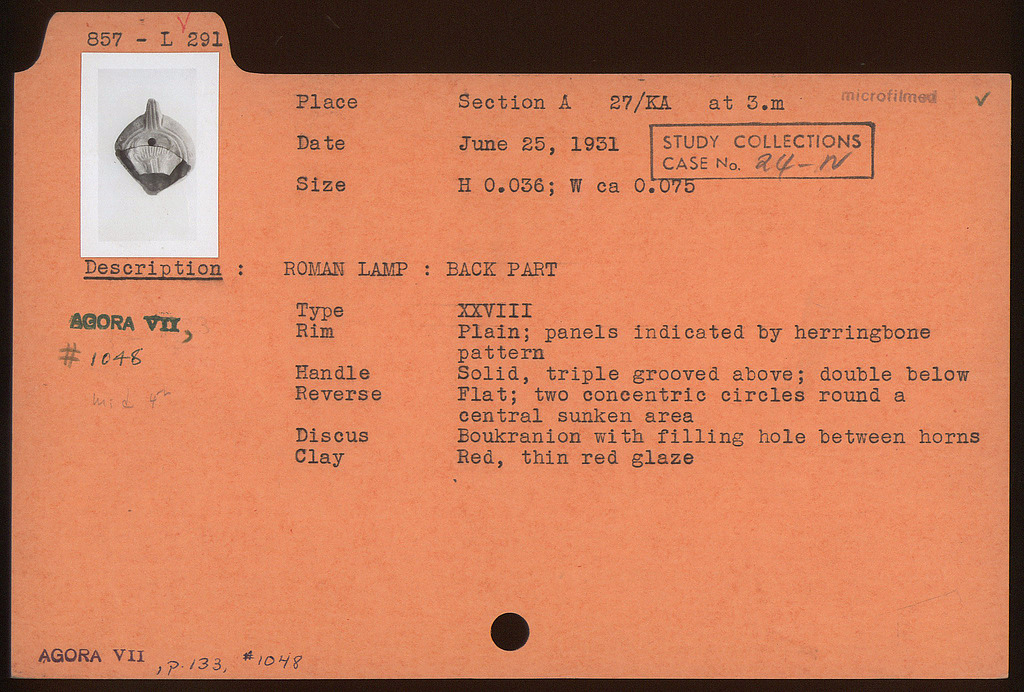 857 - L 291
Place Section A 27/KA at 3.m microfilmed ✓
Date June 25, 1931
STUDY COLLECTIONS
CASE No. 24-N
Size H 0.036; W ca 0.075
Description : ROMAN LAMP : BACK PART
Type XXVIII
Rim Plain; panels indicated by herringbone
pattern
Handle Solid, triple grooved above; double below
Reverse Flat; two concentric circles round a
central sunken area
Discus Boukranion with filling hole between horns
Clay Red, thin red glaze
AGORA VII,
# 1048
mid 4
AGORA VII, p. 133, #1048